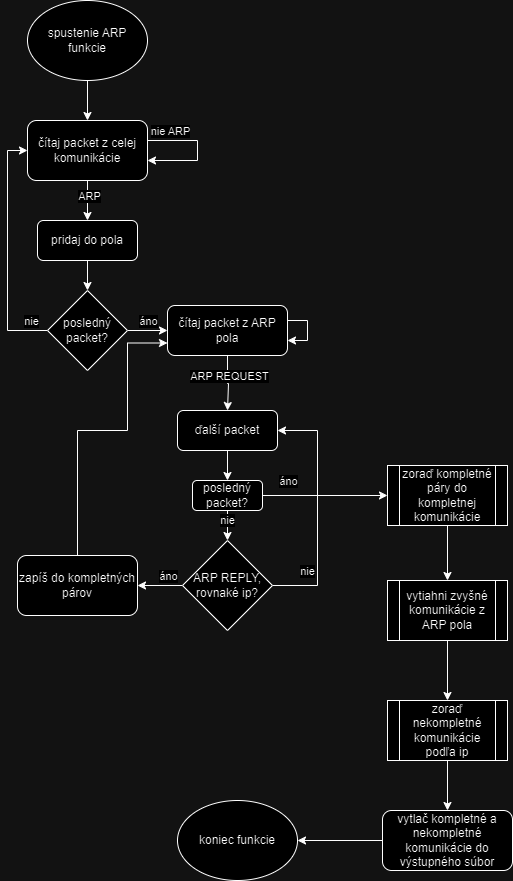 spustenie ARP
funkcie
čítaj packet z celej
komunikácie
nie ARP
ARP
pridaj do pola
posledný
packet?
nie
áno
čítaj packet z ARP
pola
ARP REQUEST
ďalší packet
posledný
packet?
áno
nie
ARP REPLY,
rovnaké ip?
áno
nie
zapíš do kompletných
párov
zoraď kompletné
páry do
kompletnej
komunikácie
vytiahni zvyšné
komunikácie z
ARP pola
zoraď
nekompletné
komunikácie
podľa ip
vytlač kompletné a
nekompletné
komunikácie do
výstupného súbor
koniec funkcie